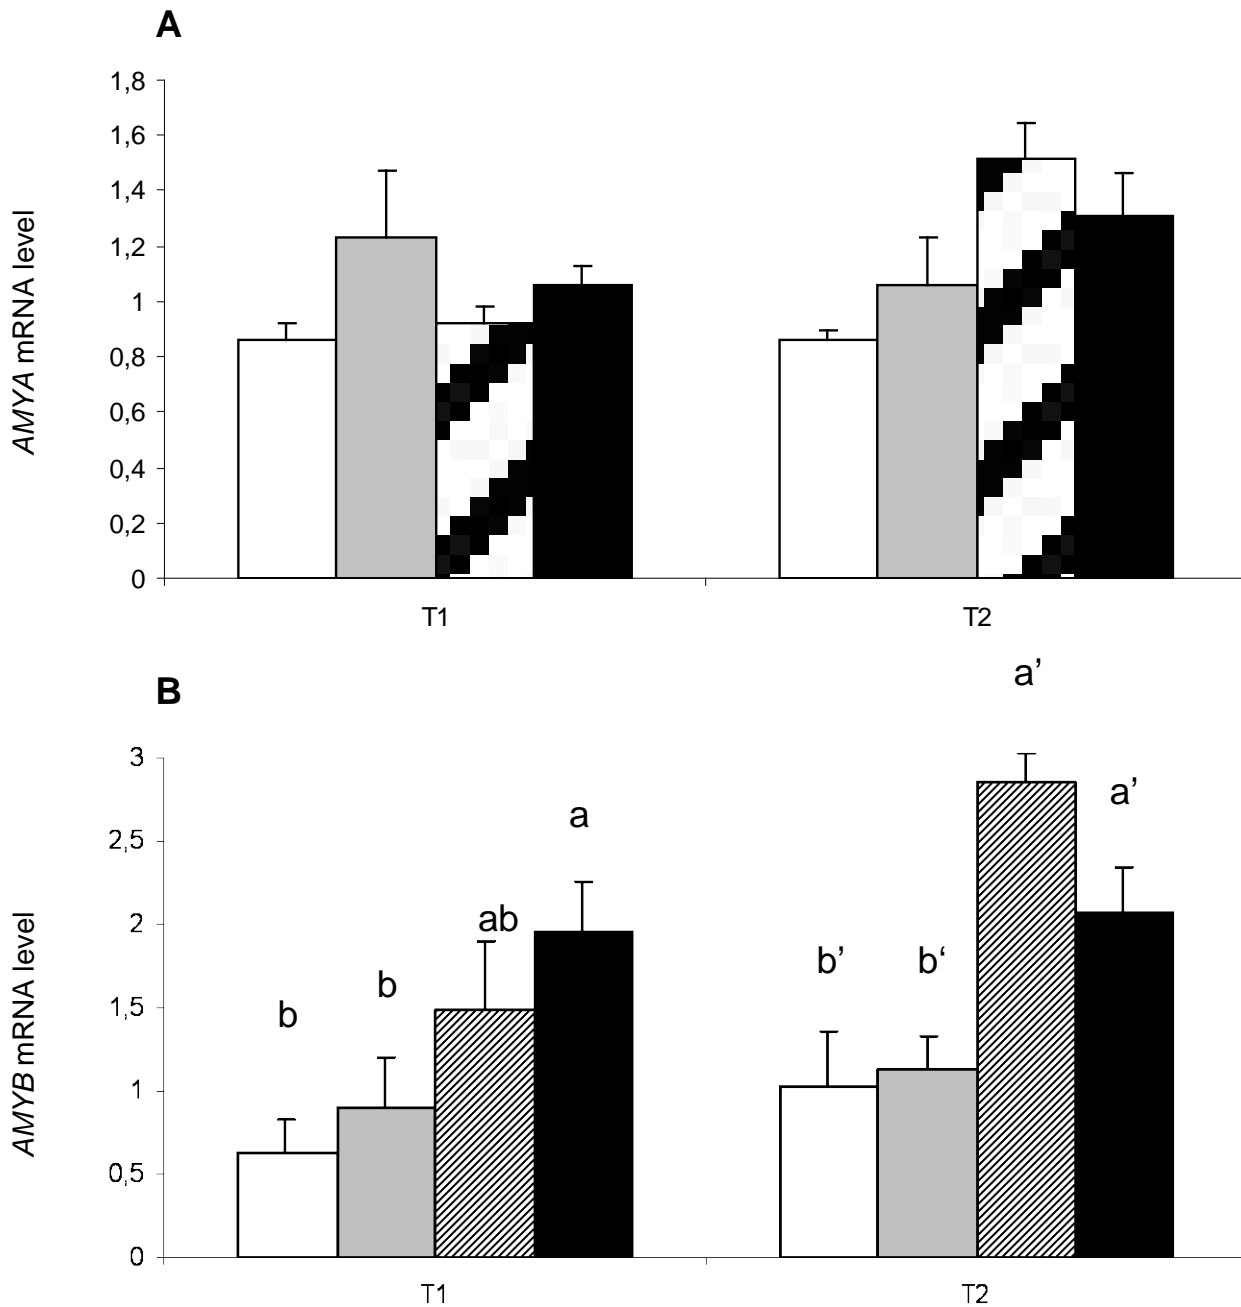 A
1,8
1,6
1,4
1,2
1
0,8
0,6
0,4
0,2
0
AMYA mRNA level
T1 T2
B
3
2,5
2
1,5
1
0,5
0
AMYB mRNA level
b b ab a b’ b‘ a’ a’
T1 T2